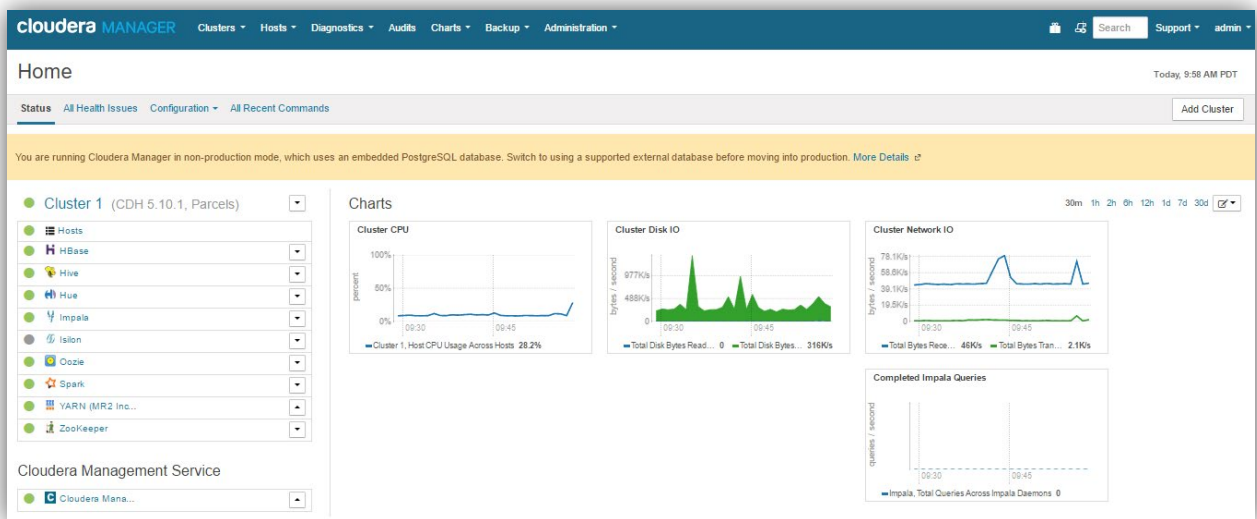 cloudera MANAGER Clusters Hosts Diagnostics Audits Charts Backup Administration Search Support admin
Home
Today, 9:58 AM PDT
Status All Health Issues Configuration All Recent Commands Add Cluster
You are running Cloudera Manager in non-production mode, which uses an embedded PostgreSQL database. Switch to using a supported external database before moving into production. More Details
Cluster 1 (CDH 5.10.1, Parcels)
Hosts
HBase
Hive
Hue
Impala
Isilon
Oozie
Spark
YARN (MR2 Inc...
ZooKeeper
Cloudera Management Service
C Cloudera Mana...
Charts
30m 1h 2h 6h 12h 1d 7d 30d
Cluster CPU
percent
100%
50%
0%
09:30 09:45
Cluster 1, Host CPU Usage Across Hosts 28.2%
Cluster Disk IO
bytes / second
977K/s
488K/s
0
09:30 09:45
Total Disk Bytes Read... 0 Total Disk Bytes... 316K/s
Cluster Network IO
bytes / second
78.1K/s
58.6K/s
39.1K/s
19.5K/s
0
09:30 09:45
Total Bytes Rece... 46K/s Total Bytes Tran... 2.1K/s
Completed Impala Queries
queries / second
09:30 09:45
Impala, Total Queries Across Impala Daemons 0